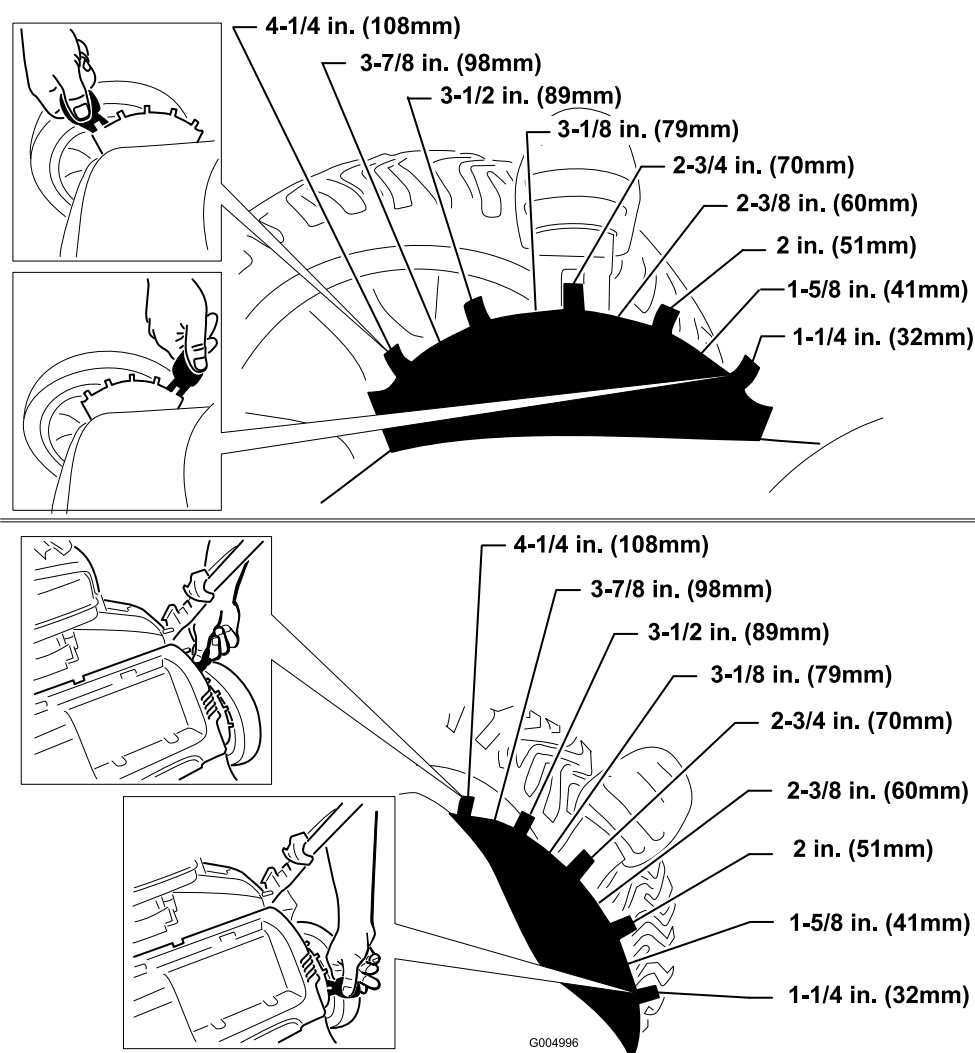 4-1/4 in. (108mm)
3-7/8 in. (98mm)
3-1/2 in. (89mm)
3-1/8 in. (79mm)
2-3/4 in. (70mm)
2-3/8 in. (60mm)
2 in. (51mm)
1-5/8 in. (41mm)
1-1/4 in. (32mm)
4-1/4 in. (108mm)
3-7/8 in. (98mm)
3-1/2 in. (89mm)
3-1/8 in. (79mm)
2-3/4 in. (70mm)
2-3/8 in. (60mm)
2 in. (51mm)
1-5/8 in. (41mm)
1-1/4 in. (32mm)
G004996